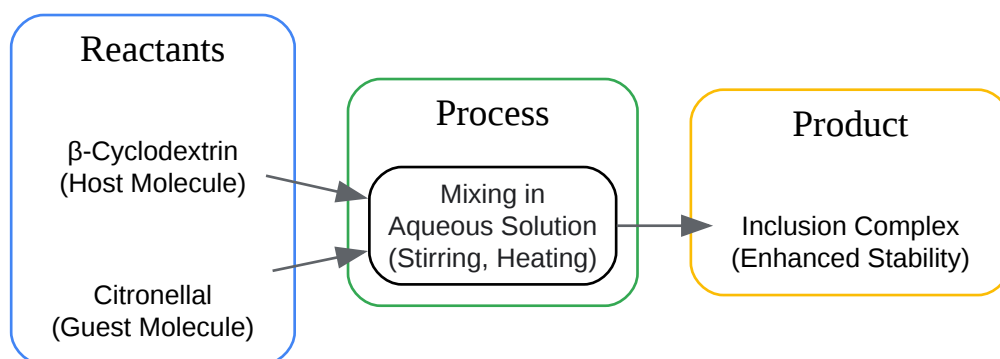 Reactants
β-Cyclodextrin
(Host Molecule)
Citronellal
(Guest Molecule)
Process
Mixing in
Aqueous Solution
(Stirring, Heating)
Product
Inclusion Complex
(Enhanced Stability)